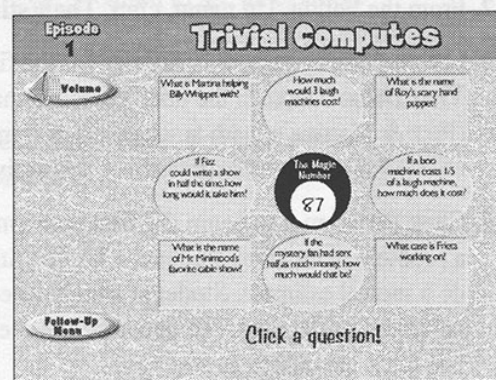 Episode
1
Trivial Computes
Volume
What is Martina helping
Billy Whippet with?
How much
would 3 laugh
machines cost?
What is the name
of Roy's scary hand
puppet?
If Fizz
could write a show
in half the time, how
long would it take him?
The Magic
Number
87
If a boo
machine costs 1/5
of a laugh machine,
how much does it cost?
What is the name
of Mr. Minimood's
favorite cable show?
If the
mystery fan had sent
half as much money, how
much would that be?
What case is Frieta
working on?
Follow-Up
Menu
Click a question!